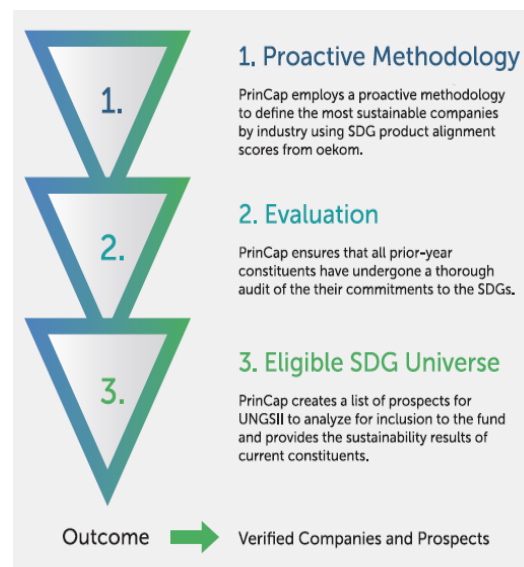 1.
1. Proactive Methodology
PrinCap employs a proactive methodology
to define the most sustainable companies
by industry using SDG product alignment
scores from oekom.
2.
2. Evaluation
PrinCap ensures that all prior-year
constituents have undergone a thorough
audit of the their commitments to the SDGs.
3.
3. Eligible SDG Universe
PrinCap creates a list of prospects for
UNGSII to analyze for inclusion to the fund
and provides the sustainability results of
current constituents.
Outcome
Verified Companies and Prospects